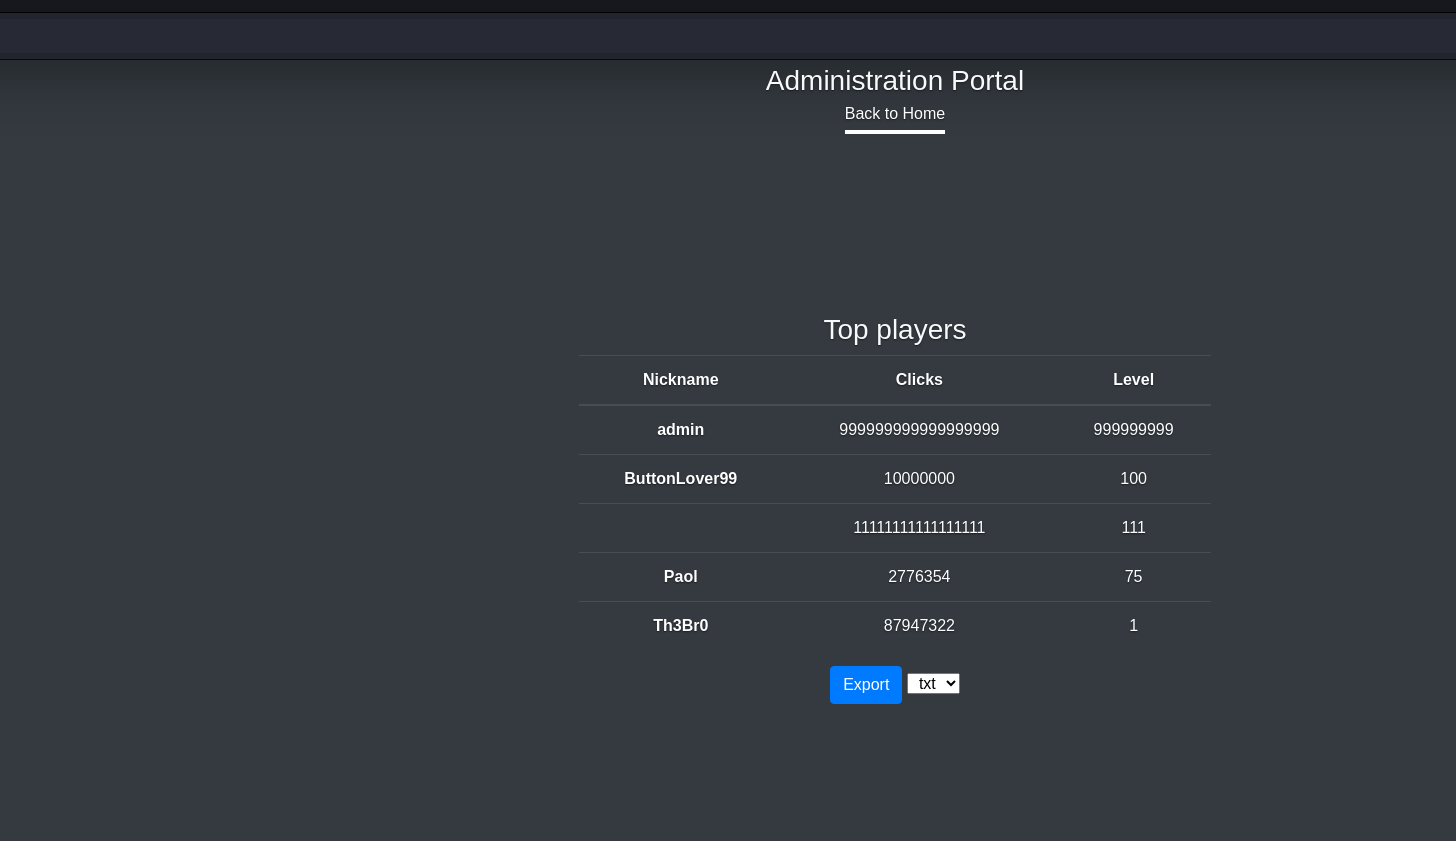 Administration Portal
Back to Home
Top players
Nickname Clicks Level
admin 999999999999999999 999999999
ButtonLover99 10000000 100
11111111111111111 111
Paol 2776354 75
Th3Br0 87947322 1
Export txt